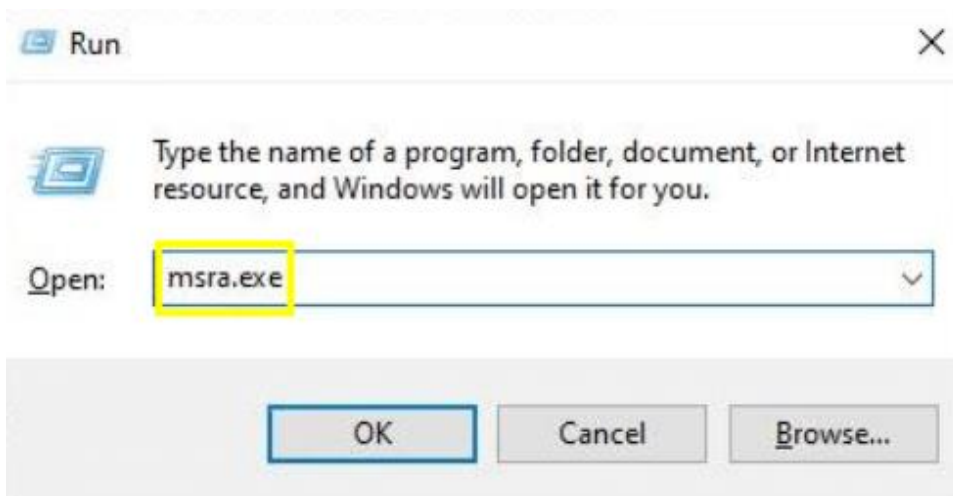 Run
Type the name of a program, folder, document, or Internet
resource, and Windows will open it for you.
Open: msra.exe
OK Cancel Browse...